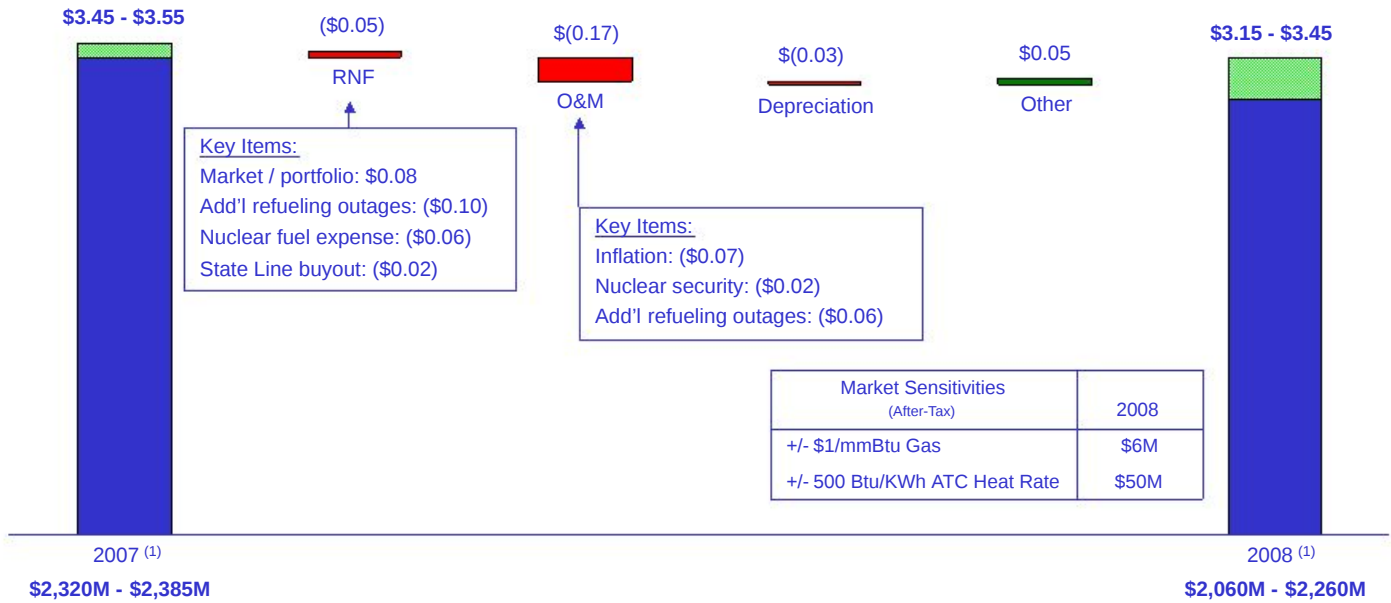 $3.45 - $3.55
($0.05)
RNF
$(0.17)
O&M
$(0.03)
Depreciation
$0.05
Other
$3.15 - $3.45
Key Items:
Market / portfolio: $0.08
Add’l refueling outages: ($0.10)
Nuclear fuel expense: ($0.06)
State Line buyout: ($0.02)
Key Items:
Inflation: ($0.07)
Nuclear security: ($0.02)
Add’l refueling outages: ($0.06)
Market Sensitivities
(After-Tax)
2008
+/- $1/mmBtu Gas
$6M
+/- 500 Btu/KWh ATC Heat Rate
$50M
2007 (1)
$2,320M - $2,385M
2008 (1)
$2,060M - $2,260M